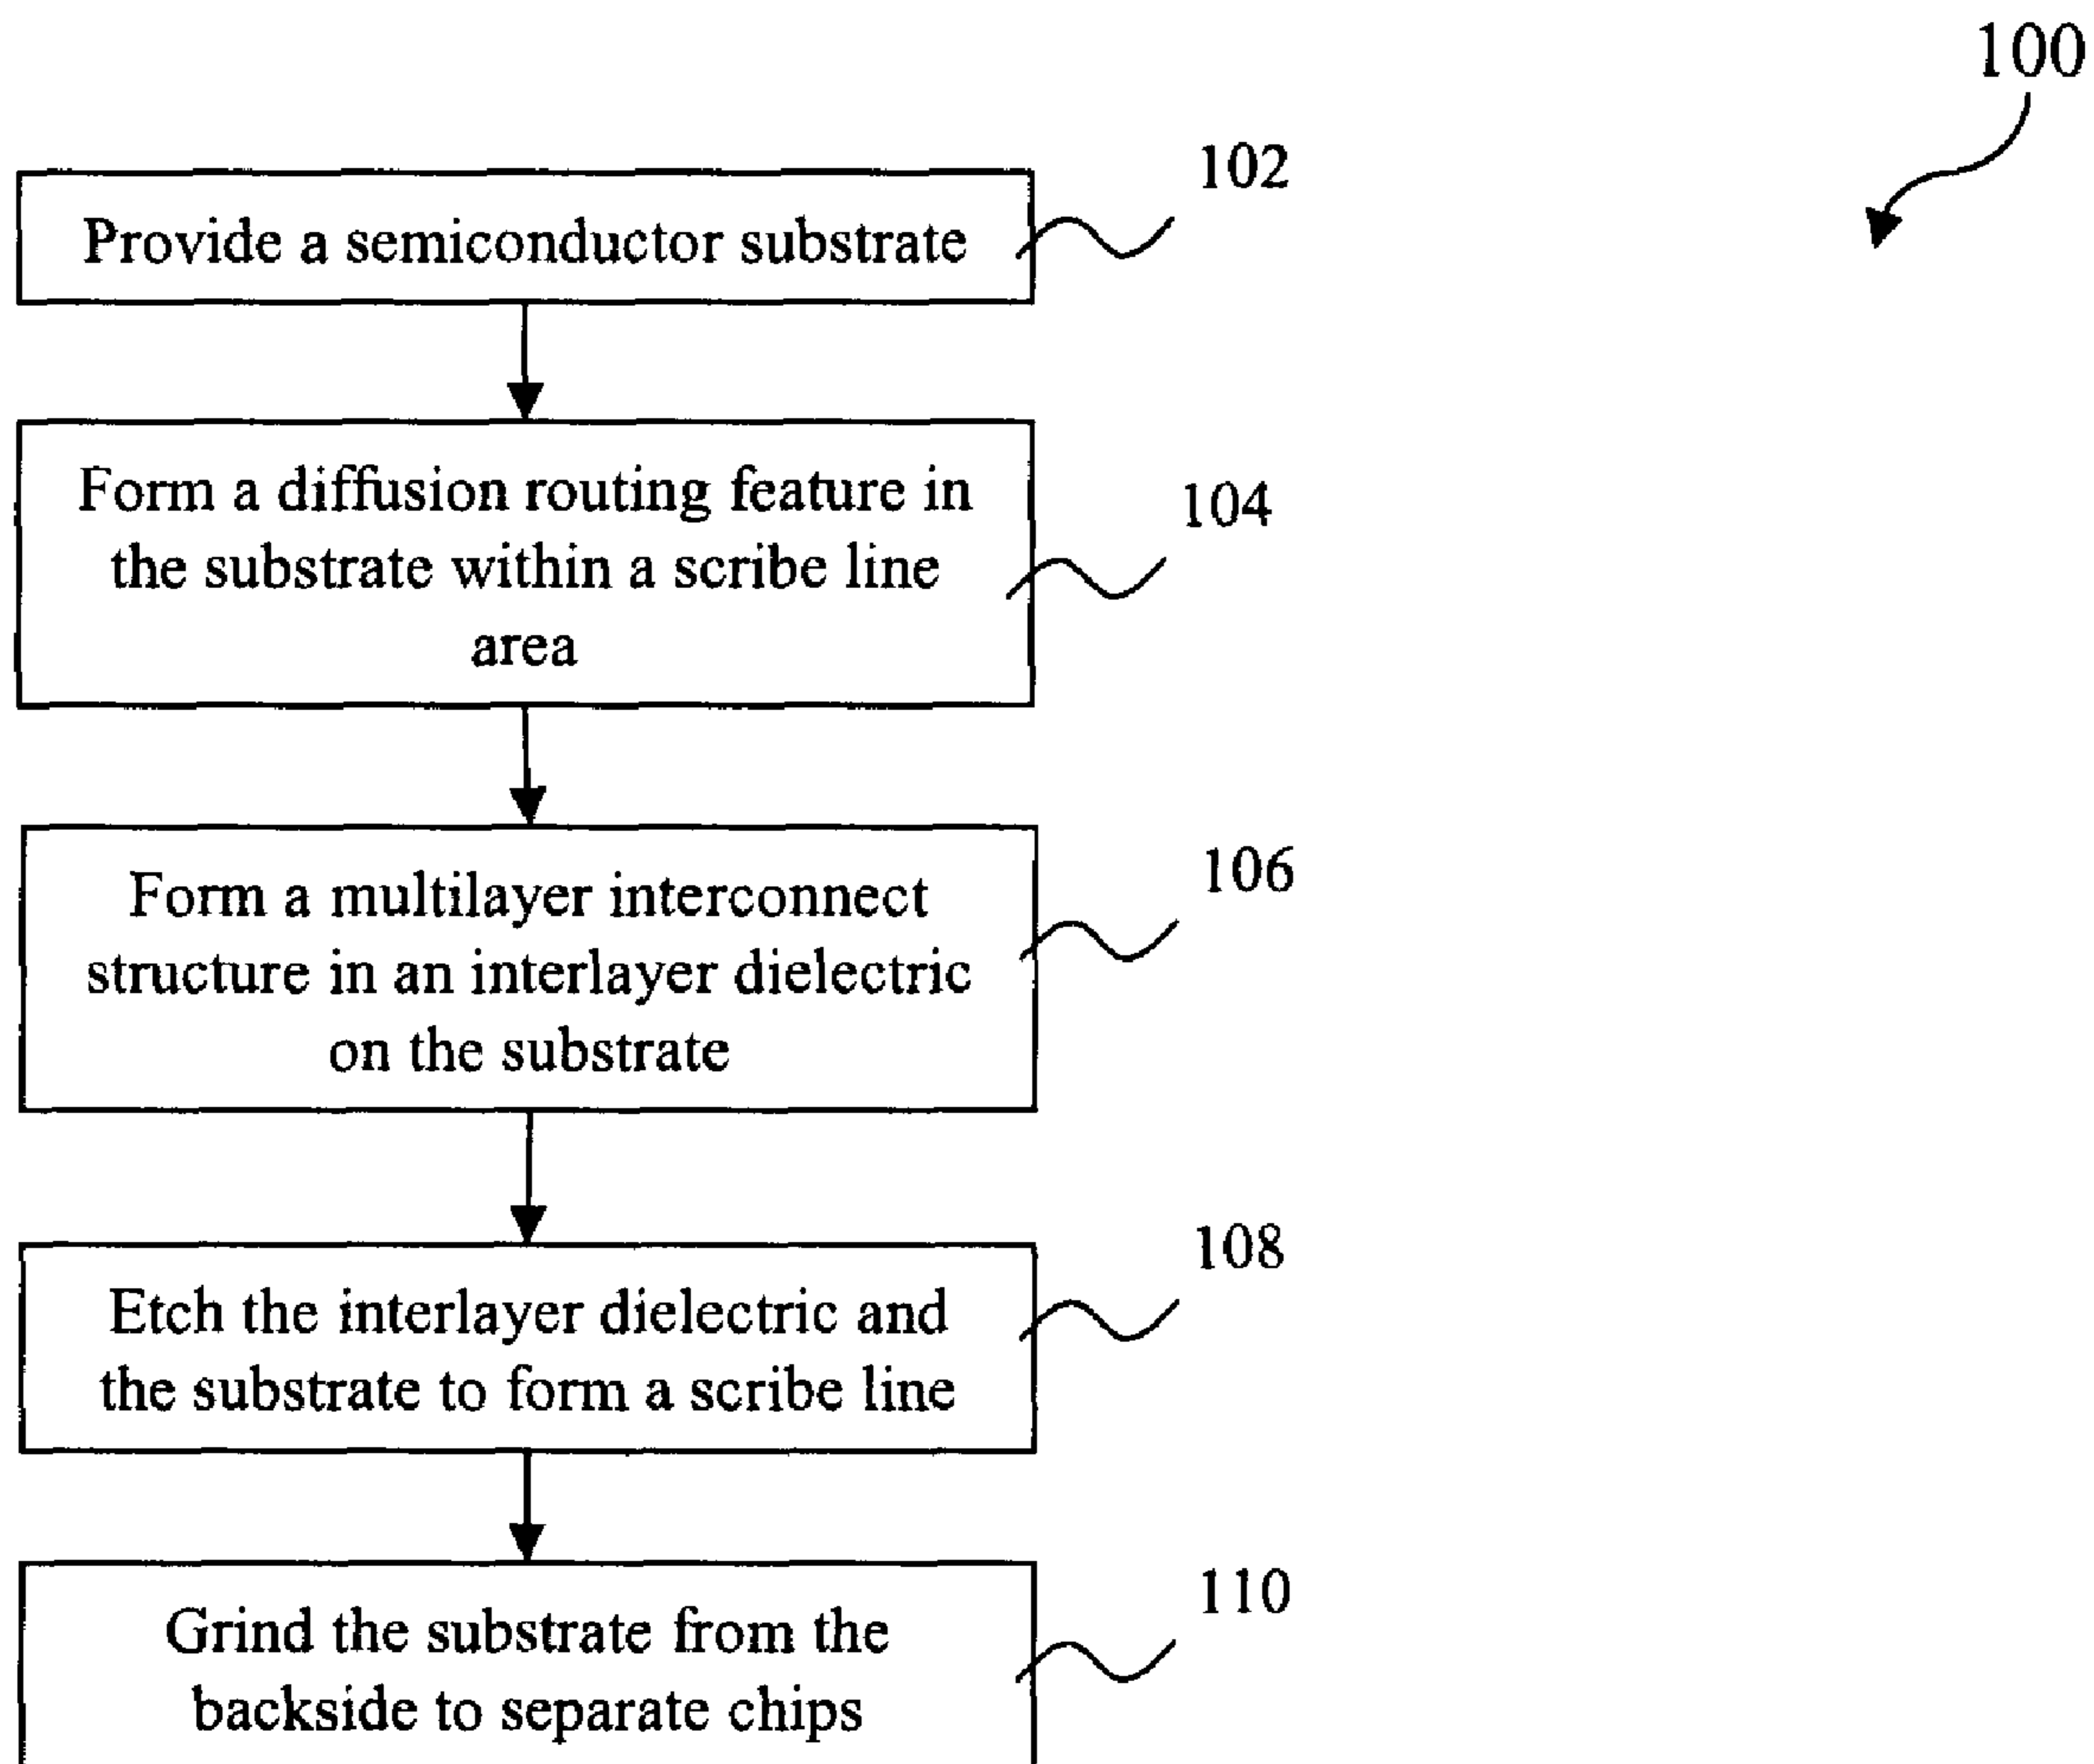 100
102
Provide a semiconductor substrate
104
Form a diffusion routing feature in
the substrate within a scribe line
area
106
Form a multilayer interconnect
structure in an interlayer dielectric
on the substrate
108
Etch the interlayer dielectric and
the substrate to form a scribe line
110
Grind the substrate from the
backside to separate chips